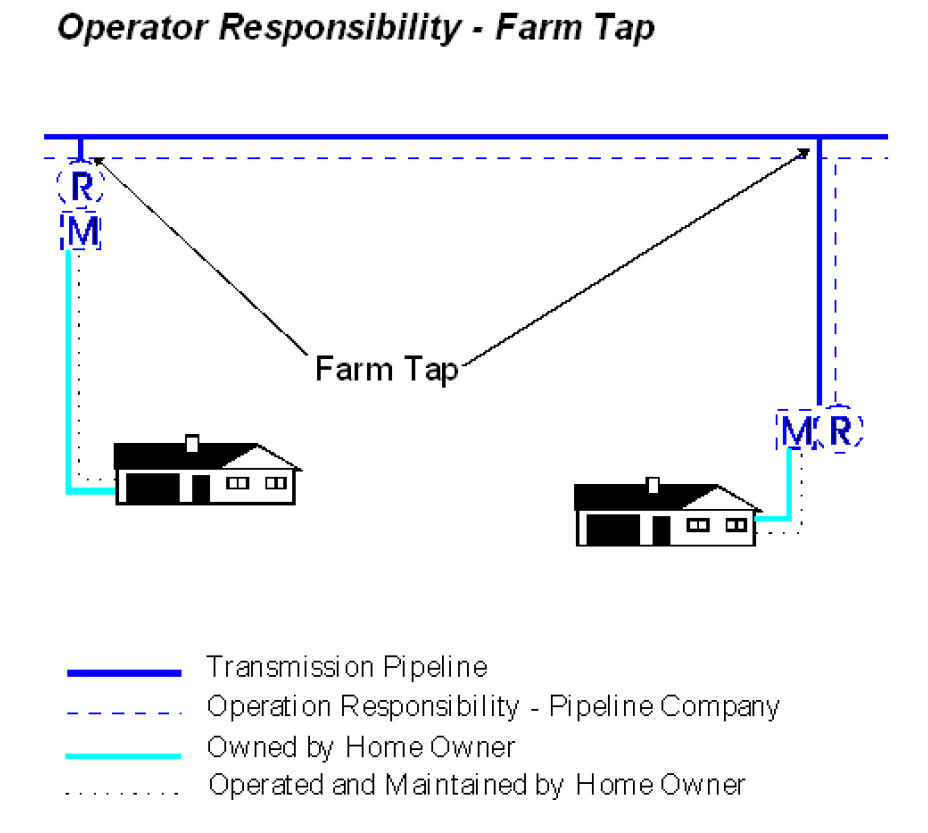 Operator Responsibility - Farm Tap
R
M
Farm Tap
M R
Transmission Pipeline
Operation Responsibility - Pipeline Company
Owned by Home Owner
Operated and Maintained by Home Owner